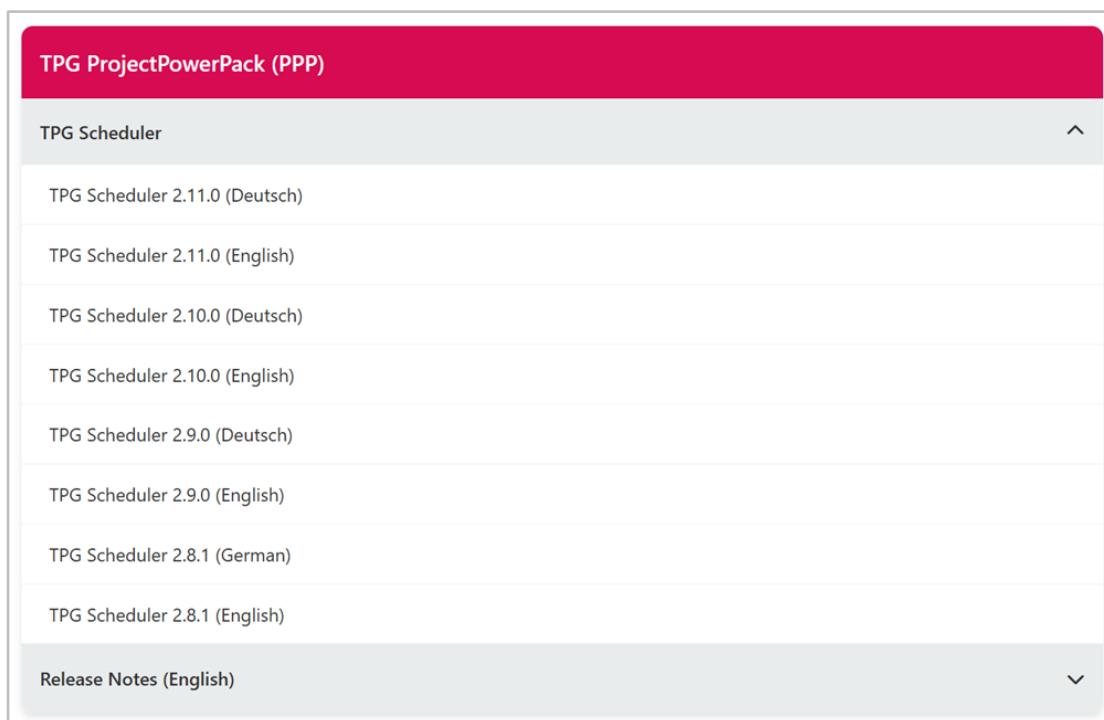 TPG ProjectPowerPack (PPP)
TPG Scheduler
TPG Scheduler 2.11.0 (Deutsch)
TPG Scheduler 2.11.0 (English)
TPG Scheduler 2.10.0 (Deutsch)
TPG Scheduler 2.10.0 (English)
TPG Scheduler 2.9.0 (Deutsch)
TPG Scheduler 2.9.0 (English)
TPG Scheduler 2.8.1 (German)
TPG Scheduler 2.8.1 (English)
Release Notes (English)